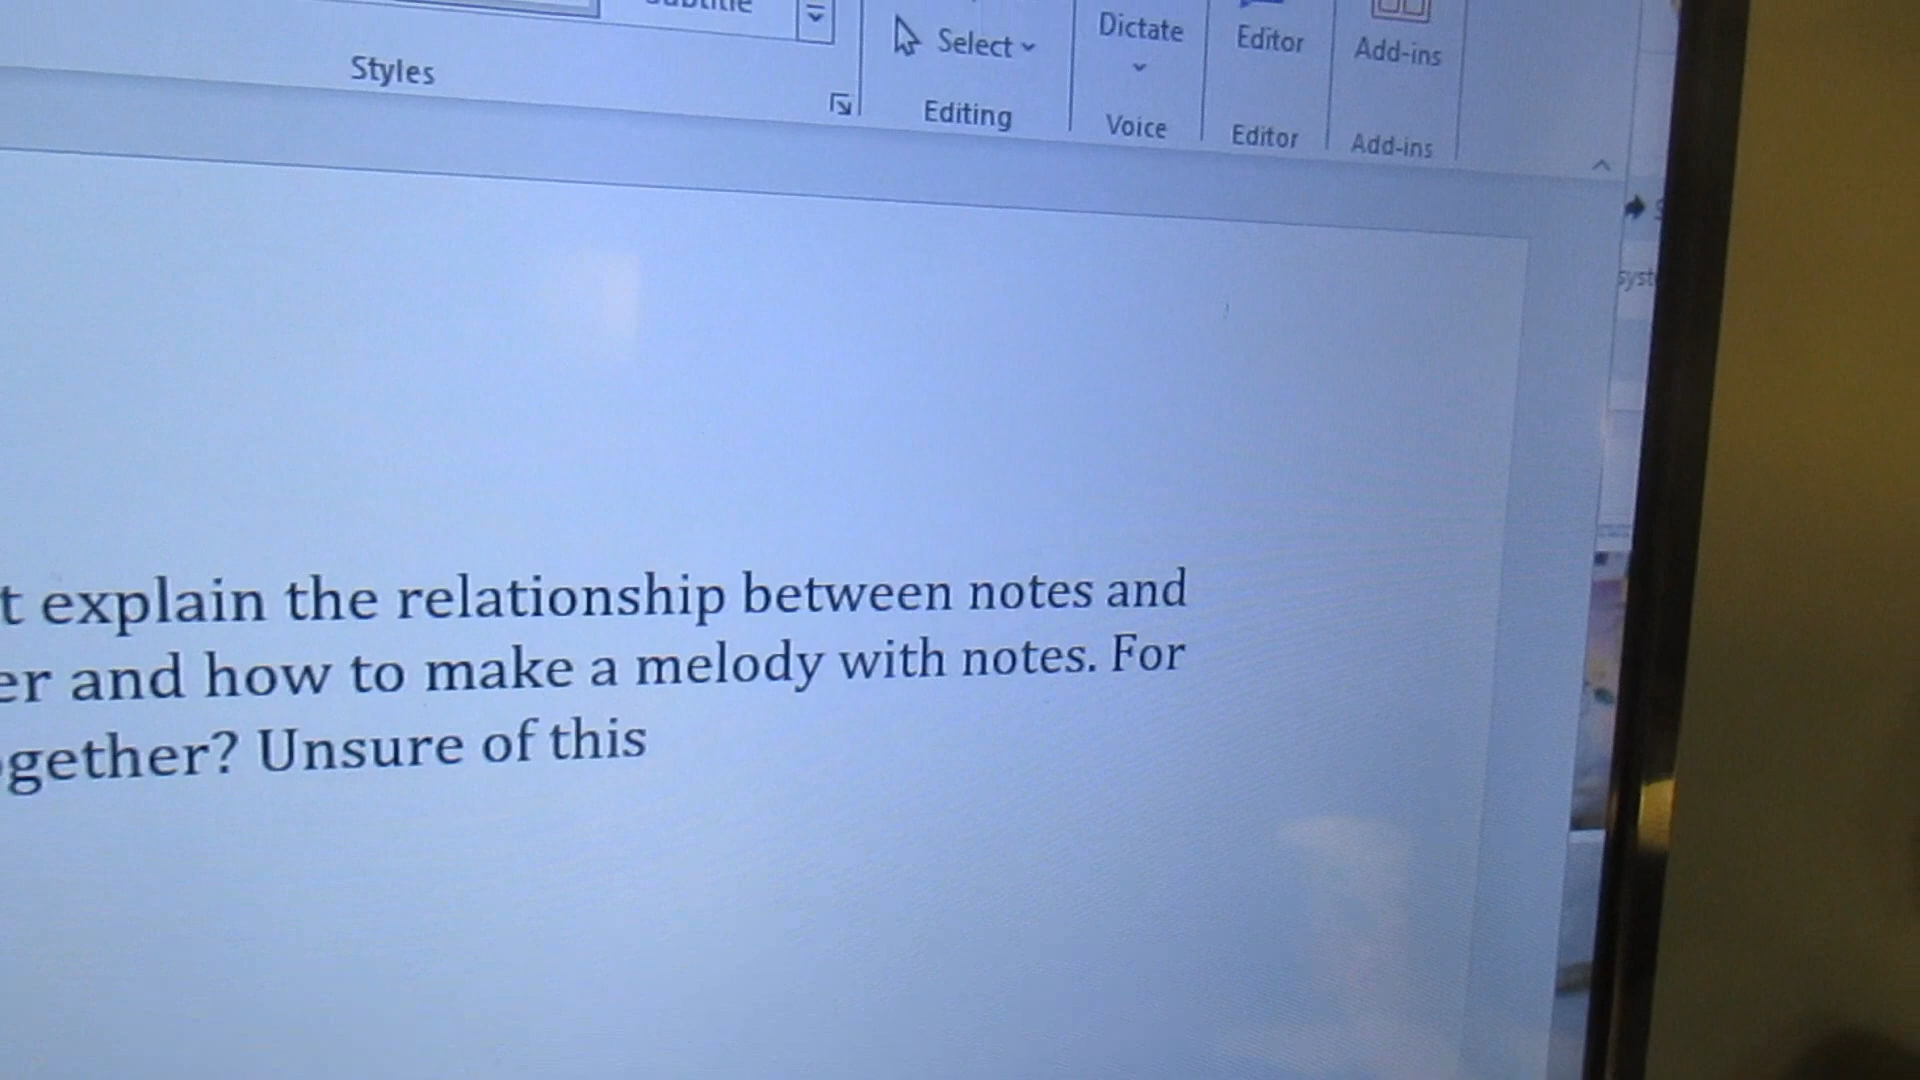 Select
Dictate
Editor
Add-ins
Styles
Editing
Voice
Editor
Add-ins
t explain the relationship between notes and
er and how to make a melody with notes. For
gether? Unsure of this